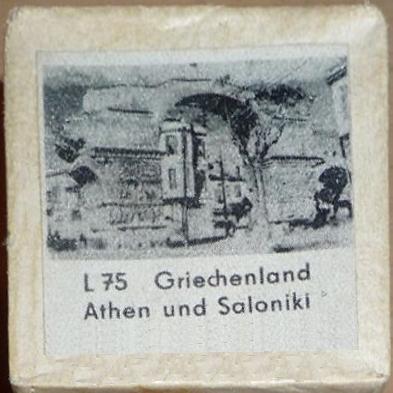 L 75 Griechenland
Athen und Saloniki